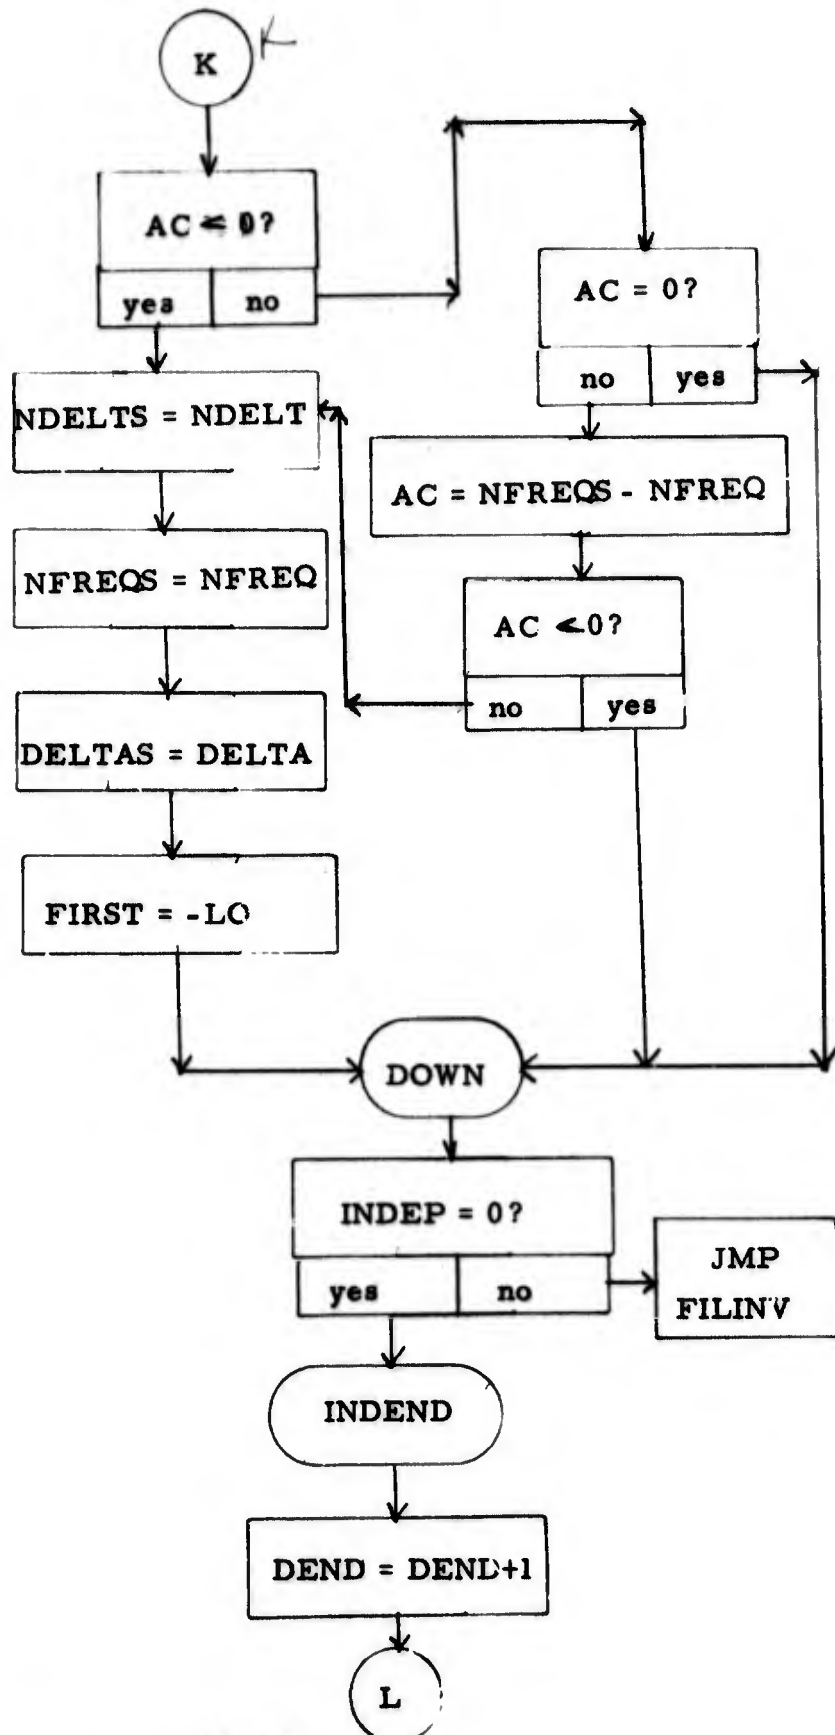 K
K
AC < 0?
yes no
AC = 0?
no yes
NDELTS = NDELT
AC = NFREQS - NFREQ
NFREQS = NFREQ
AC < 0?
no yes
DELTAS = DELTA
FIRST = -LO
DOWN
INDEP = 0?
yes no
JMP
FILINV
INDEND
DEND = DEND+1
L